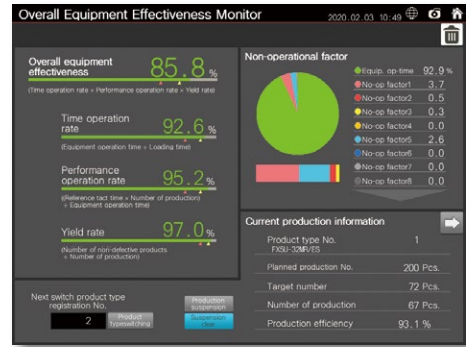 Overall Equipment Effectiveness Monitor
2020.02.03 10:49
Overall equipment
effectiveness
85.8%
(Time operation rate × Performance operation rate × Yield rate)
Time operation
rate
92.6%
(Equipment operation time ÷ Loading time)
Performance
operation rate
95.2%
((Reference tact time × Number of production)
÷ Equipment operation time)
Yield rate
97.0%
(Number of non-defective products
÷ Number of production)
Next switch product type
registration No.
2
Product
typeswitching
Production
suspension
Suspension
clear
Non-operational factor
Equip. op-time 92.9%
No-op factor1 3.7
No-op factor2 0.5
No-op factor3 0.3
No-op factor4 0.0
No-op factor5 2.6
No-op factor6 0.0
No-op factor7 0.0
No-op factor8 0.0
Current production information
Product type No. 1
FX5U-32MR/ES
Planned production No. 200 Pcs.
Target number 72 Pcs.
Number of production 67 Pcs.
Production efficiency 93.1 %